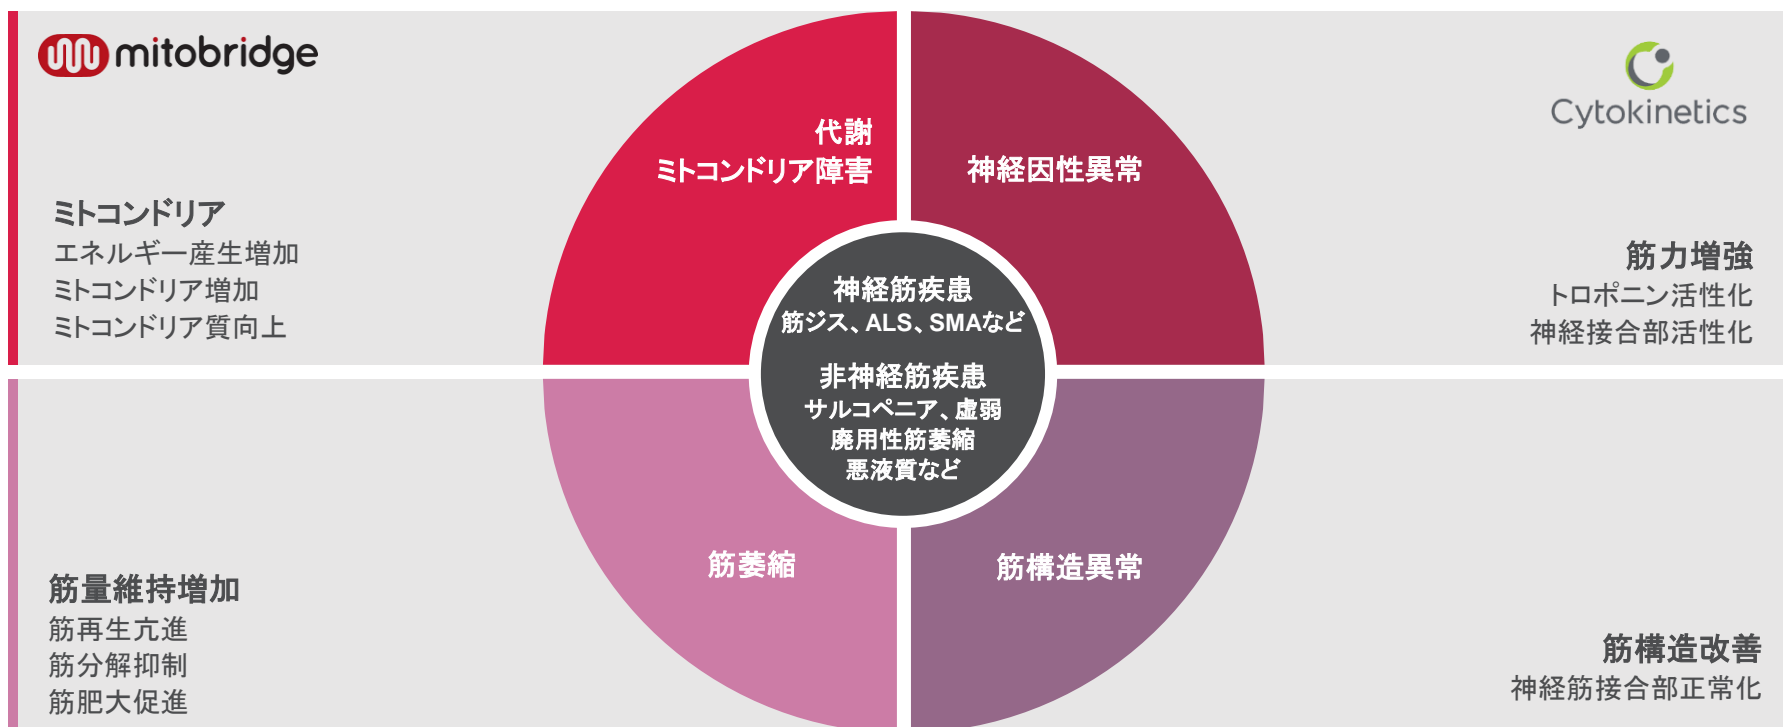 mitobridge
Cytokinetics
代謝
ミトコンドリア障害
神経因性異常
ミトコンドリア
エネルギー産生増加
ミトコンドリア増加
ミトコンドリア質向上
筋力増強
トロポニン活性化
神経接合部活性化
神経筋疾患
筋ジス、ALS、SMAなど
非神経筋疾患
サルコペニア、虚弱
廃用性筋萎縮
悪液質など
筋萎縮
筋構造異常
筋量維持増加
筋再生亢進
筋分解抑制
筋肥大促進
筋構造改善
神経筋接合部正常化